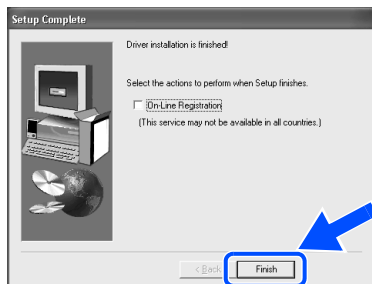 Setup Complete
Driver installation is finished!
Select the actions to perform when Setup finishes.
On-Line Registration
(This service may not be available in all countries.)
< Back
Finish